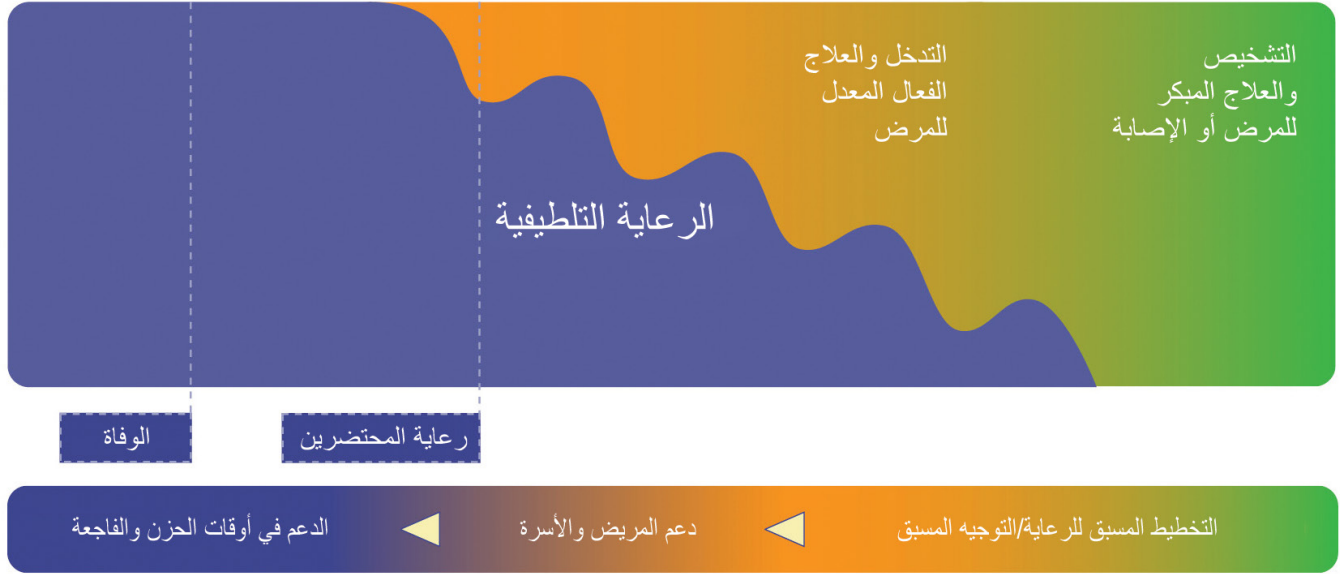 التشخيص
والعلاج المبكر
للمرض أو الإصابة
التدخل والعلاج
الفعال المعدل
للمرض
الرعاية التلطيفية
رعاية المحتضرين
الوفاة
التخطيط المسبق للرعاية/التوجيه المسبق
دعم المريض والأسرة
الدعم في أوقات الحزن والفاجعة